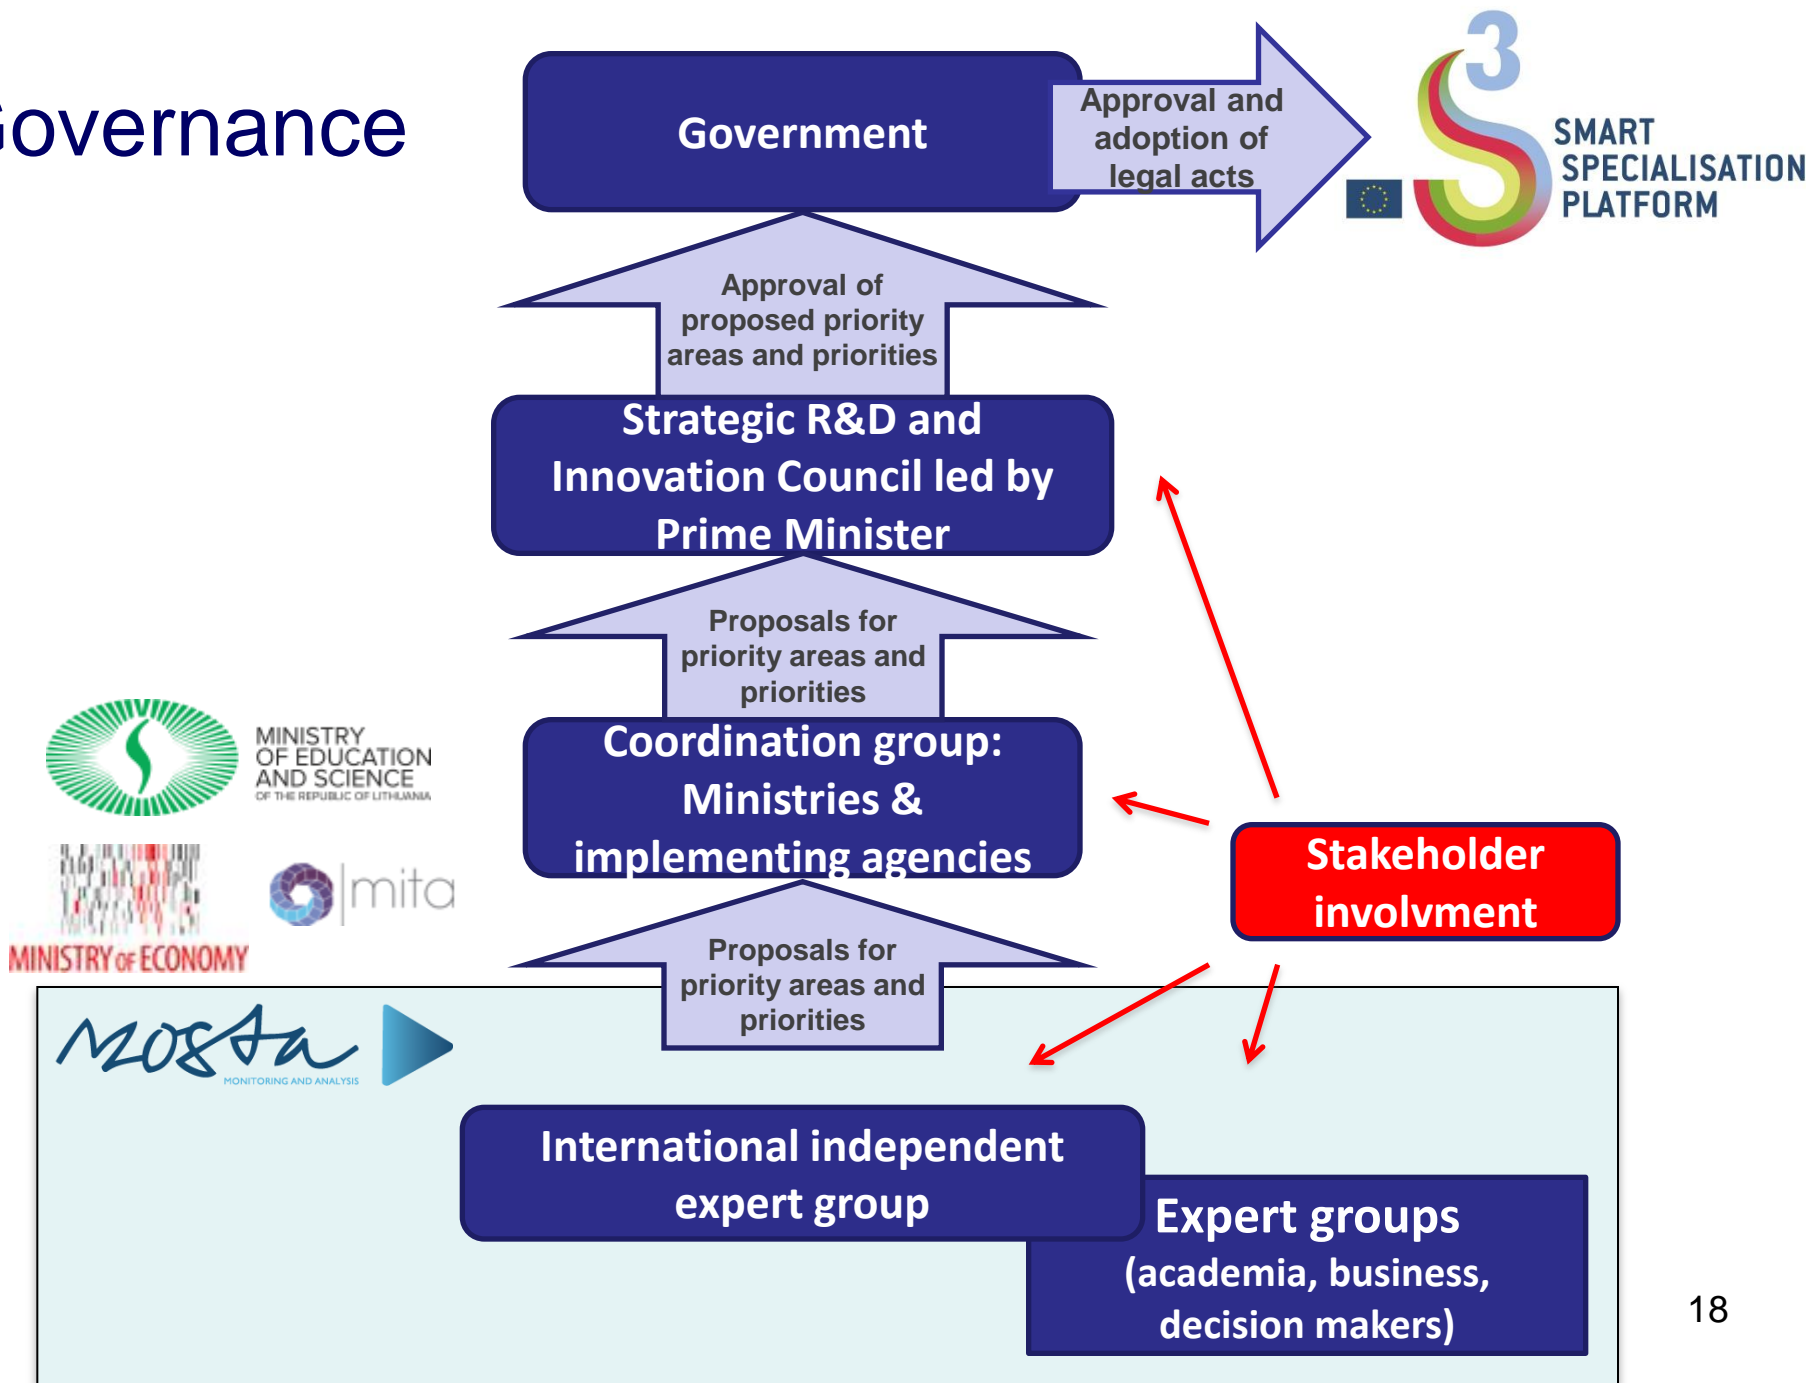 Governance
Government
Approval and
adoption of
legal acts
3
SMART
SPECIALISATION
PLATFORM
Approval of
proposed priority
areas and priorities
Strategic R&D and
Innovation Council led by
Prime Minister
Proposals for
priority areas and
priorities
MINISTRY
OF EDUCATION
AND SCIENCE
OF THE REPUBLIC OF LITHUANIA
Coordination group:
Ministries &
implementing agencies
MINISTRY OF ECONOMY
mita
Stakeholder
involvment
Proposals for
priority areas and
priorities
mosta
MONITORING AND ANALYSIS
International independent
expert group
Expert groups
(academia, business,
decision makers)
18